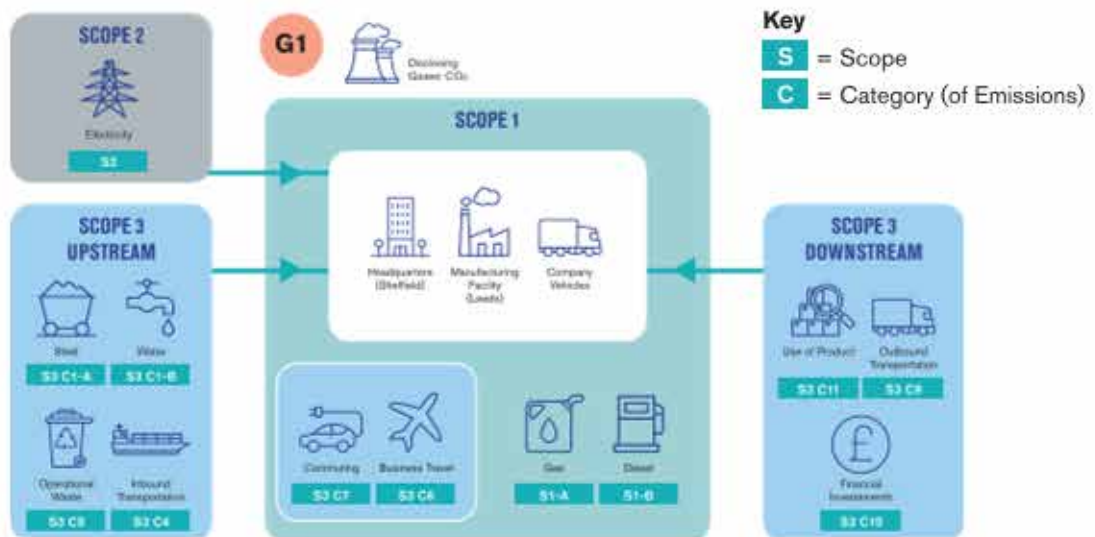 SCOPE 2
Electricity
S2
G1
Disclosing
Gases: CO₂
Key
S = Scope
C = Category (of Emissions)
SCOPE 1
Headquarters
(Sheffield)
Manufacturing
Facility
(Leeds)
Company
Vehicles
SCOPE 3
UPSTREAM
Steel
S3 C1-A
Water
S3 C1-B
Operational
Waste
S3 C5
Inbound
Transportation
S3 C4
Commuting
S3 C7
Business Travel
S3 C6
Gas
S1-A
Diesel
S1-B
SCOPE 3
DOWNSTREAM
Use of Product
S3 C11
Outbound
Transportation
S3 C9
£
Financial
Investments
S3 C15